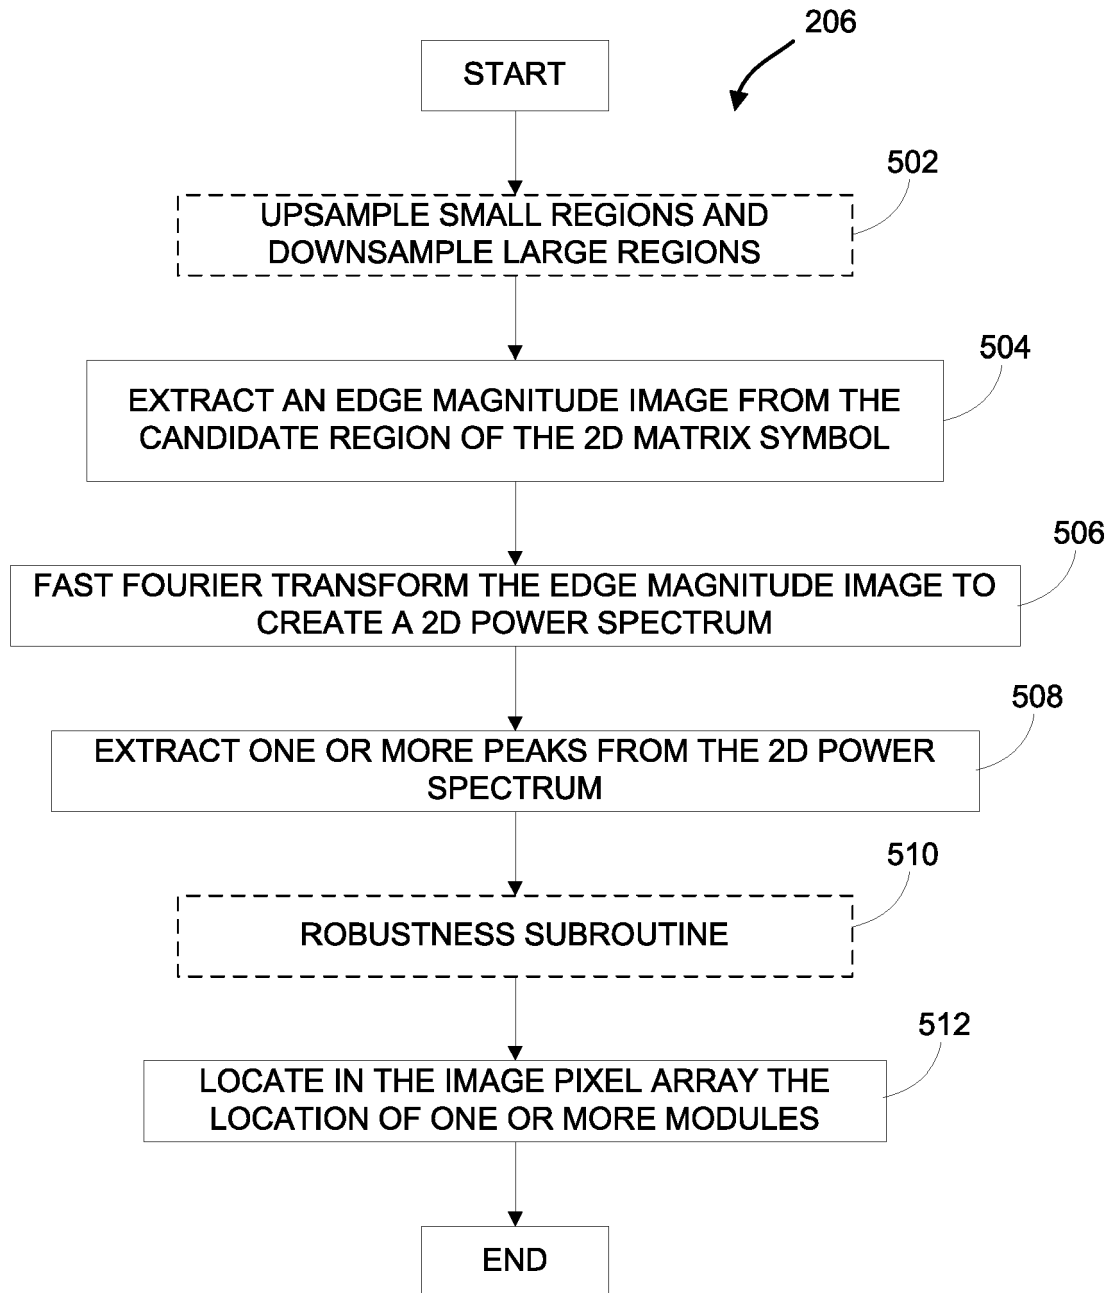 206
START
502
UPSAMPLE SMALL REGIONS AND
DOWNSAMPLE LARGE REGIONS
504
EXTRACT AN EDGE MAGNITUDE IMAGE FROM THE
CANDIDATE REGION OF THE 2D MATRIX SYMBOL
506
FAST FOURIER TRANSFORM THE EDGE MAGNITUDE IMAGE TO
CREATE A 2D POWER SPECTRUM
508
EXTRACT ONE OR MORE PEAKS FROM THE 2D POWER
SPECTRUM
510
ROBUSTNESS SUBROUTINE
512
LOCATE IN THE IMAGE PIXEL ARRAY THE
LOCATION OF ONE OR MORE MODULES
END